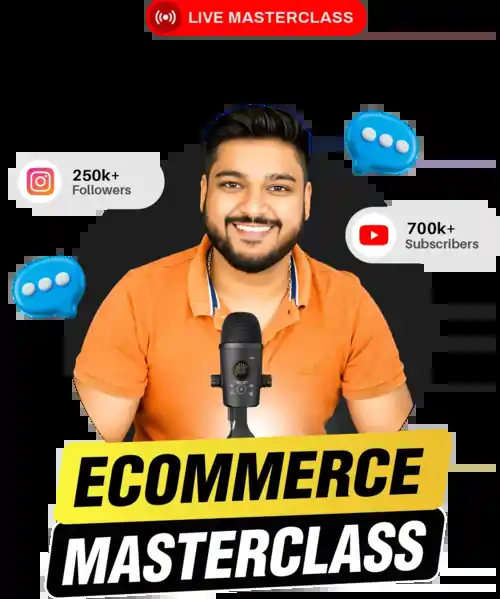 LIVE MASTERCLASS
250k+
Followers
700k+
Subscribers
ECOMMERCE
MASTERCLASS